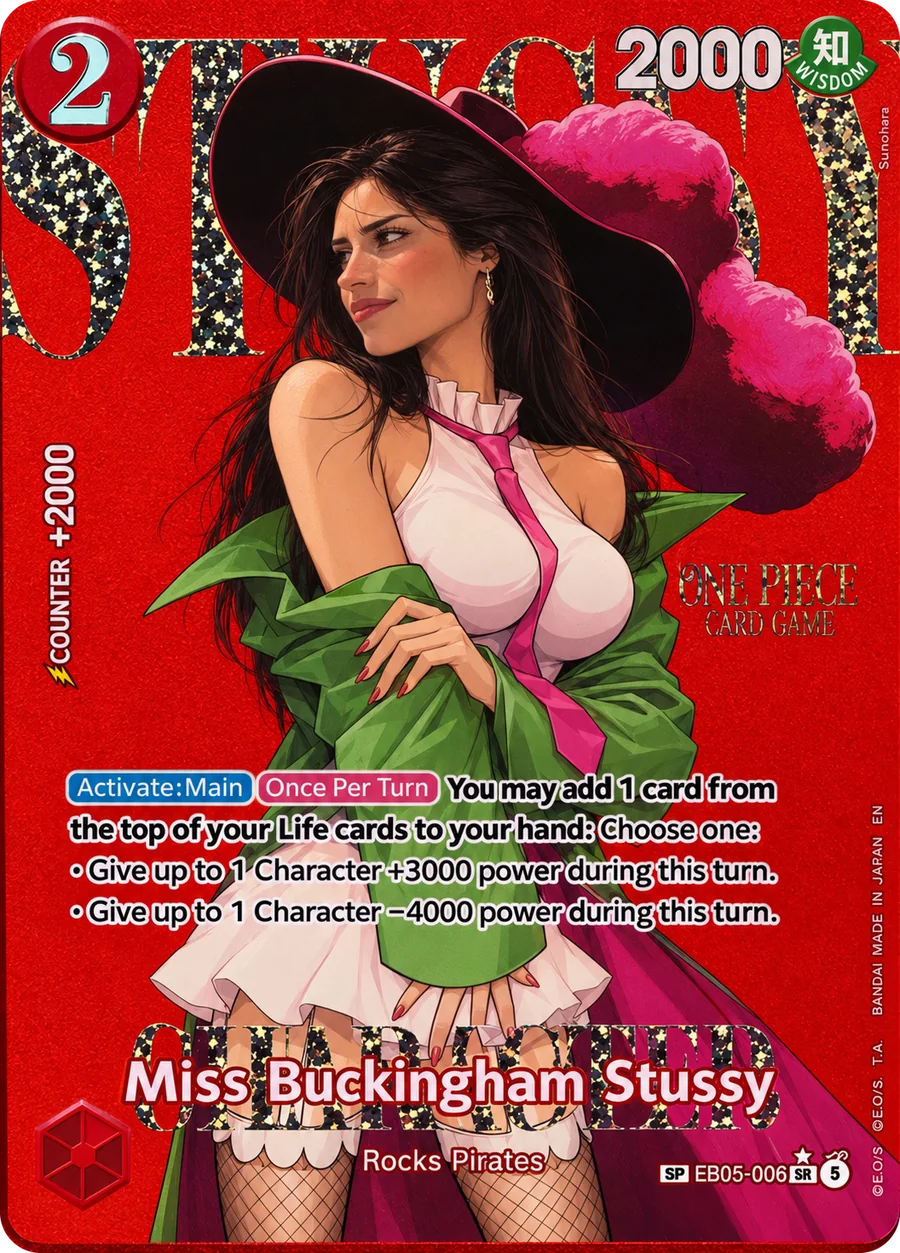 STUSSY
2
2000
知
WISDOM
Sunohara
COUNTER +2000
ONE PIECE
CARD GAME
Activate:Main Once Per Turn You may add 1 card from
the top of your Life cards to your hand: Choose one:
• Give up to 1 Character +3000 power during this turn.
• Give up to 1 Character −4000 power during this turn.
CHARACTER
Miss Buckingham Stussy
Rocks Pirates
SP EB05-006 SR 5
©E.O/S ©E.O/S. T.A. BANDAI MADE IN JAPAN EN